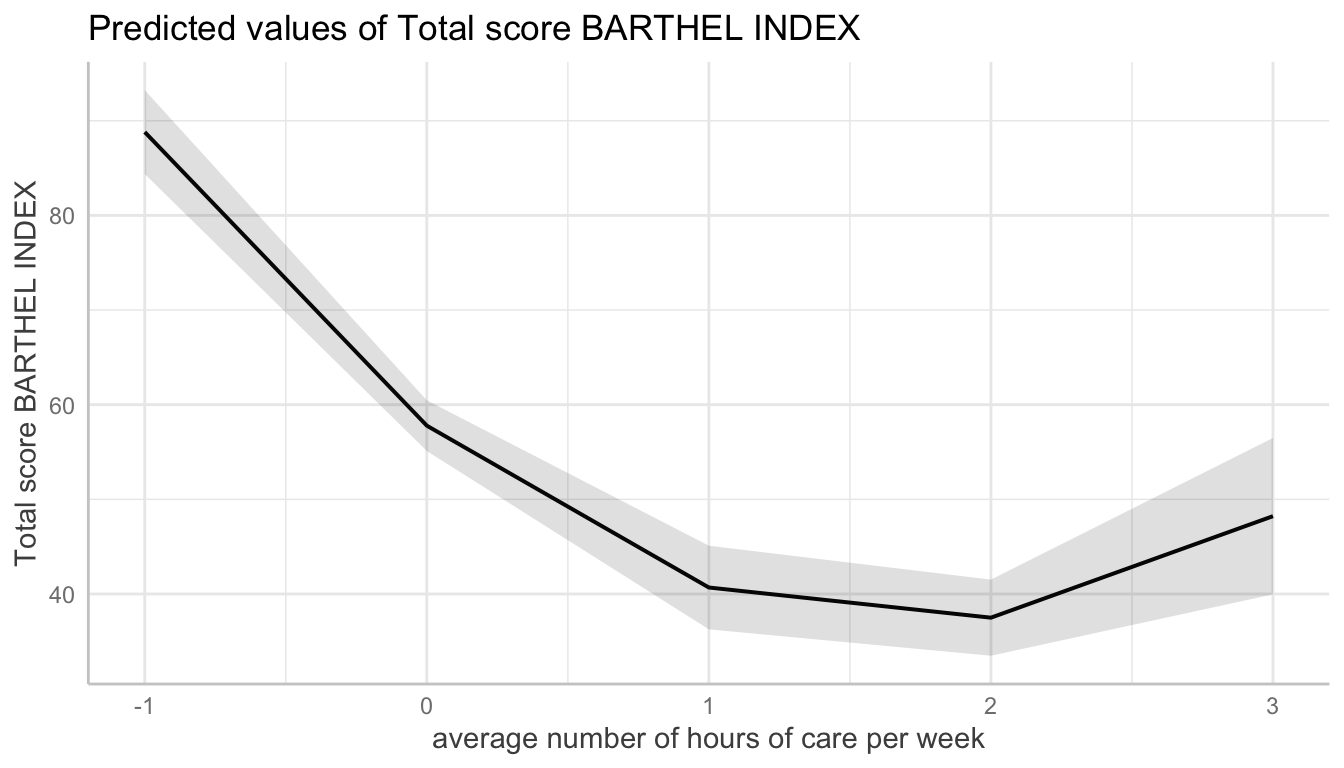 Predicted values of Total score BARTHEL INDEX
Total score BARTHEL INDEX
80
60
40
-1 0 1 2 3
average number of hours of care per week